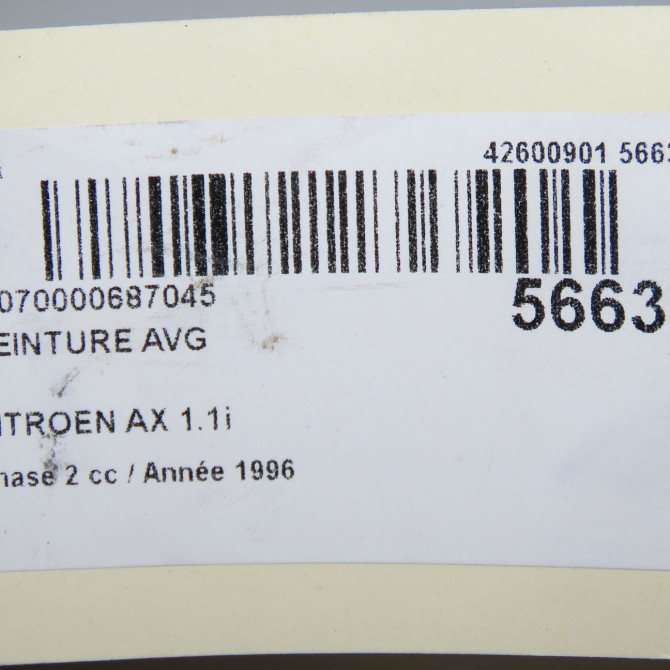 42600901 5663
070000687045
5663
EINTURE AVG
ITROEN AX 1.1i
hase 2 cc / Année 1996